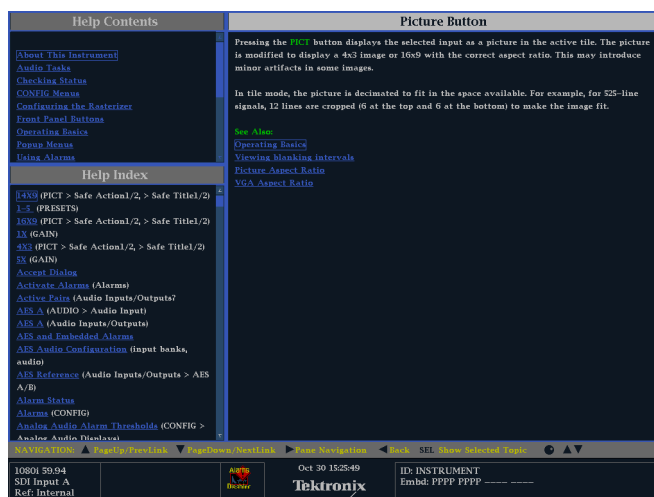 Help Contents
About This Instrument
Audio Tasks
Checking Status
CONFIG Menus
Configuring the Rasterizer
Front Panel Buttons
Operating Basics
Popup Menus
Using Alarms
Help Index
14X9 (PICT > Safe Action1/2, > Safe Title1/2)
1-5 (PRESETS)
16X9 (PICT > Safe Action1/2, > Safe Title1/2)
1X (GAIN)
4X3 (PICT > Safe Action1/2, > Safe Title1/2)
5X (GAIN)
Accept Dialog
Activate Alarms (Alarms)
Active Pairs (Audio Inputs/Outputs?
AES A (AUDIO > Audio Input)
AES A (Audio Inputs/Outputs)
AES and Embedded Alarms
AES Audio Configuration (input banks,
audio)
AES Reference (Audio Inputs/Outputs > AES
A/B)
Alarm Status
Alarms (CONFIG)
Analog Audio Alarm Thresholds (CONFIG >
Analog Audio Displays)
Picture Button
Pressing the PICT button displays the selected input as a picture in the active tile. The picture
is modified to display a 4x3 image or 16x9 with the correct aspect ratio. This may introduce
minor artifacts in some images.
In tile mode, the picture is decimated to fit in the space available. For example, for 525-line
signals, 12 lines are cropped (6 at the top and 6 at the bottom) to make the image fit.
See Also:
Operating Basics
Viewing blanking intervals
Picture Aspect Ratio
VGA Aspect Ratio
NAVIGATION: ▲ PageUp/PrevLink ▼ PageDown/NextLink ▶ Pane Navigation ◀ Back SEL Show Selected Topic ▲▼
1080i 59.94
SDI Input A
Ref: Internal
Alarms
Disabled
Oct 30 15:25:49
Tektronix
ID: INSTRUMENT
Embd: PPPP PPPP ---- ----